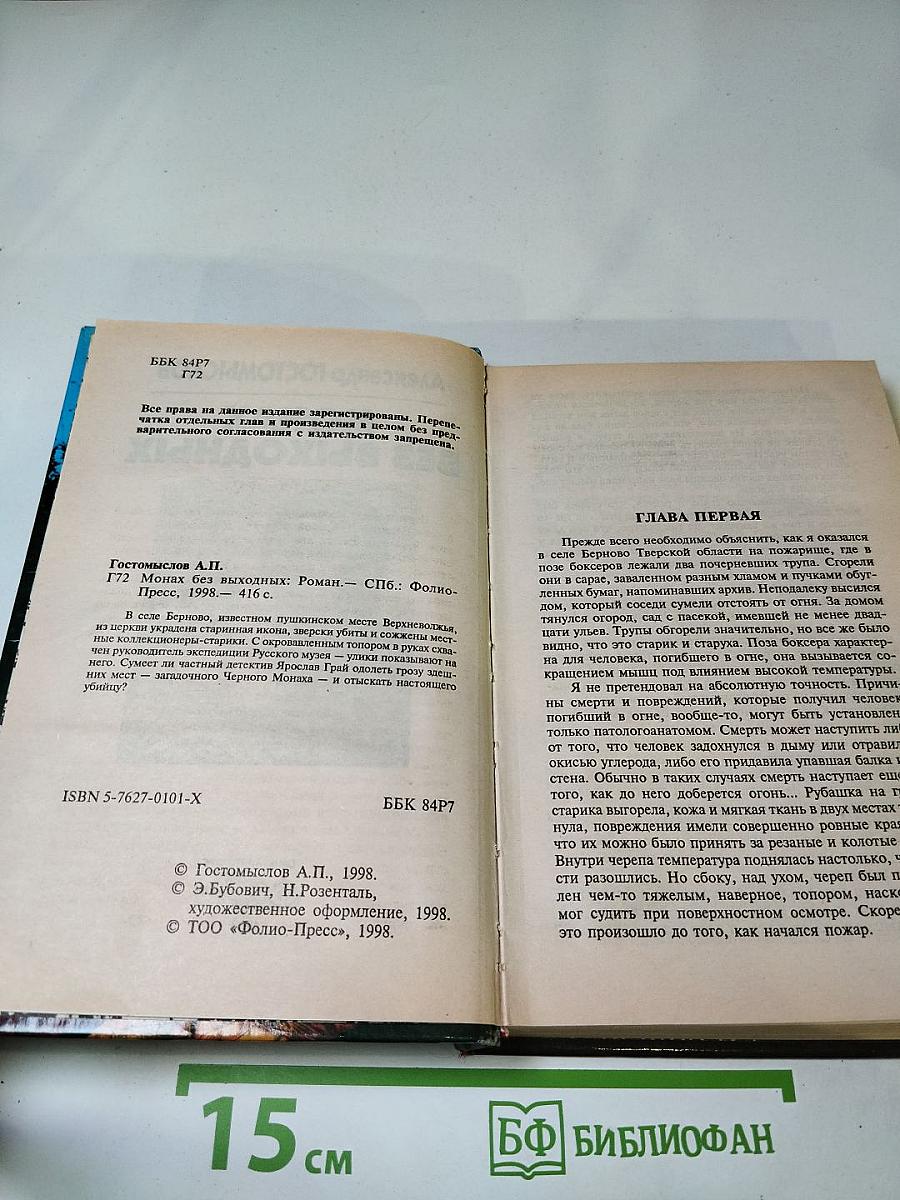 ББК 84Р7
Г72
Все права на данное издание зарегистрированы. Перепе-
чатка отдельных глав и произведения в целом без пред-
варительного согласования с издательством запрещена.
Гостомыслов А.П.
Г72 Монах без выходных: Роман.— СПб.: Фолио-
Пресс, 1998.— 416 с.
В селе Берново, известном пушкинском месте Верхневолжья,
из церкви украдена старинная икона, зверски убиты и сожжены мест-
ные коллекционеры-старики. С окровавленным топором в руках схва-
чен руководитель экспедиции Русского музея — улики показывают на
него. Сумеет ли частный детектив Ярослав Грай одолеть грозу здеш-
них мест — загадочного Черного Монаха — и отыскать настоящего
убийцу?
ISBN 5-7627-0101-X
ББК 84Р7
© Гостомыслов А.П., 1998.
© Э.Бубович, Н.Розенталь,
художественное оформление, 1998.
© ТОО «Фолио-Пресс», 1998.
ГЛАВА ПЕРВАЯ
Прежде всего необходимо объяснить, как я оказался
в селе Берново Тверской области на пожарище, где в
позе боксеров лежали два почерневших трупа. Сгорели
они в сарае, заваленном разным хламом и пучками обуг-
ленных бумаг, напоминавших архив. Неподалеку высился
дом, который соседи сумели отстоять от огня. За домом
тянулся огород, сад с пасекой, имевшей не менее двад-
цати ульев. Трупы обгорели значительно, но все же было
видно, что это старик и старуха. Поза боксера характер-
на для человека, погибшего в огне, она вызывается со-
кращением мышц под влиянием высокой температуры.
Я не претендовал на абсолютную точность. Причи-
ны смерти и повреждений, которые получил человек
погибший в огне, вообще-то, могут быть установлен
только патологоанатомом. Смерть может наступить ли
от того, что человек задохнулся в дыму или отравил
окисью углерода, либо его придавила упавшая балка и
стена. Обычно в таких случаях смерть наступает еще
того, как до него доберется огонь... Рубашка на г
старика выгорела, кожа и мягкая ткань в двух местах
нула, повреждения имели совершенно ровные края
что их можно было принять за резаные и колотые
Внутри черепа температура поднялась настолько, ч
сти разошлись. Но сбоку, над ухом, череп был п
лен чем-то тяжелым, наверное, топором, наско
мог судить при поверхностном осмотре. Скоре
это произошло до того, как начался пожар.
15 см
БФ БИБЛИОФАН